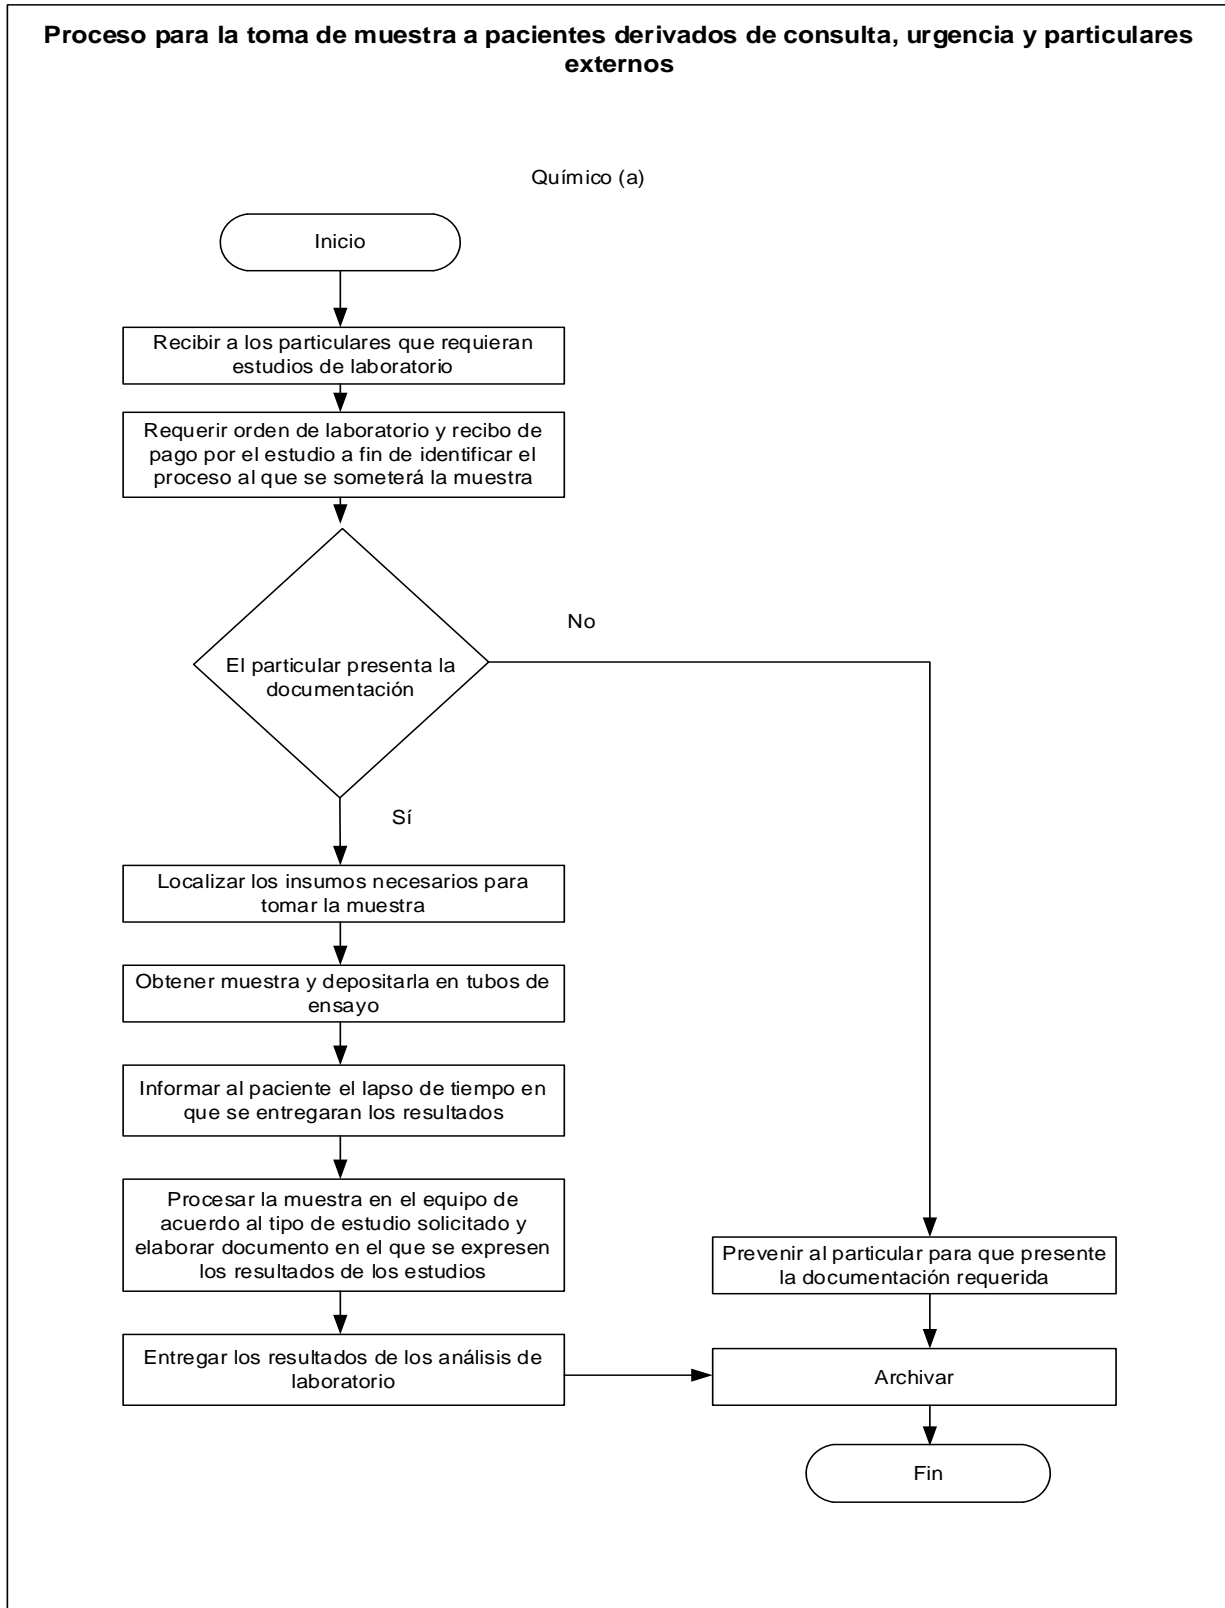 Proceso para la toma de muestra a pacientes derivados de consulta, urgencia y particulares
externos
Químico (a)
Inicio
Recibir a los particulares que requieran
estudios de laboratorio
Requerir orden de laboratorio y recibo de
pago por el estudio a fin de identificar el
proceso al que se someterá la muestra
No
El particular presenta la
documentación
Sí
Localizar los insumos necesarios para
tomar la muestra
Obtener muestra y depositarla en tubos de
ensayo
Informar al paciente el lapso de tiempo en
que se entregaran los resultados
Procesar la muestra en el equipo de
acuerdo al tipo de estudio solicitado y
elaborar documento en el que se expresen
los resultados de los estudios
Prevenir al particular para que presente
la documentación requerida
Entregar los resultados de los análisis de
laboratorio
Archivar
Fin